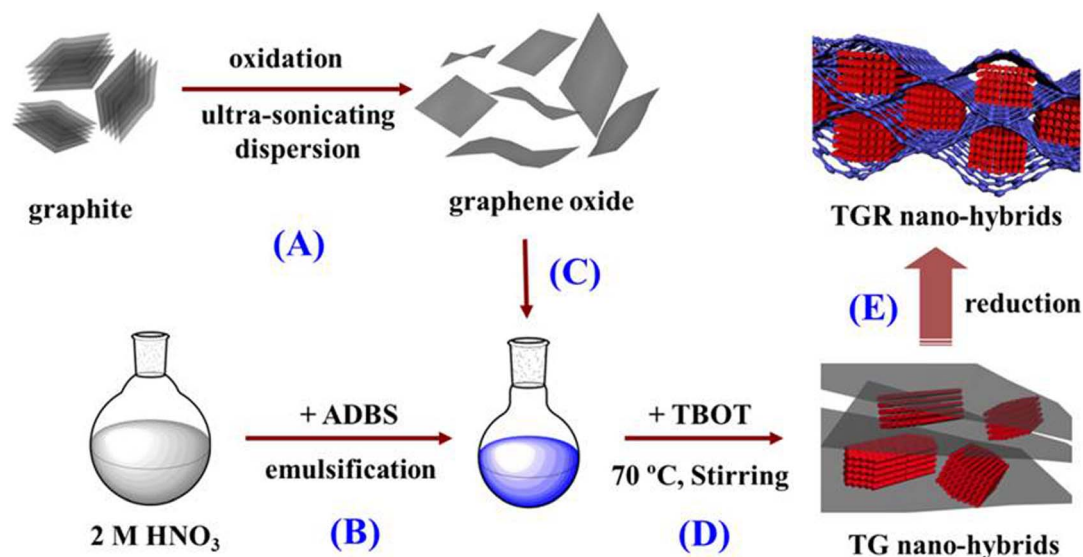 oxidation
ultra-sonicating
dispersion
graphite
(A)
graphene oxide
(C)
TGR nano-hybrids
(E)
reduction
2 M HNO₃
+ ADBS
emulsification
(B)
+ TBOT
70 ºC, Stirring
(D)
TG nano-hybrids